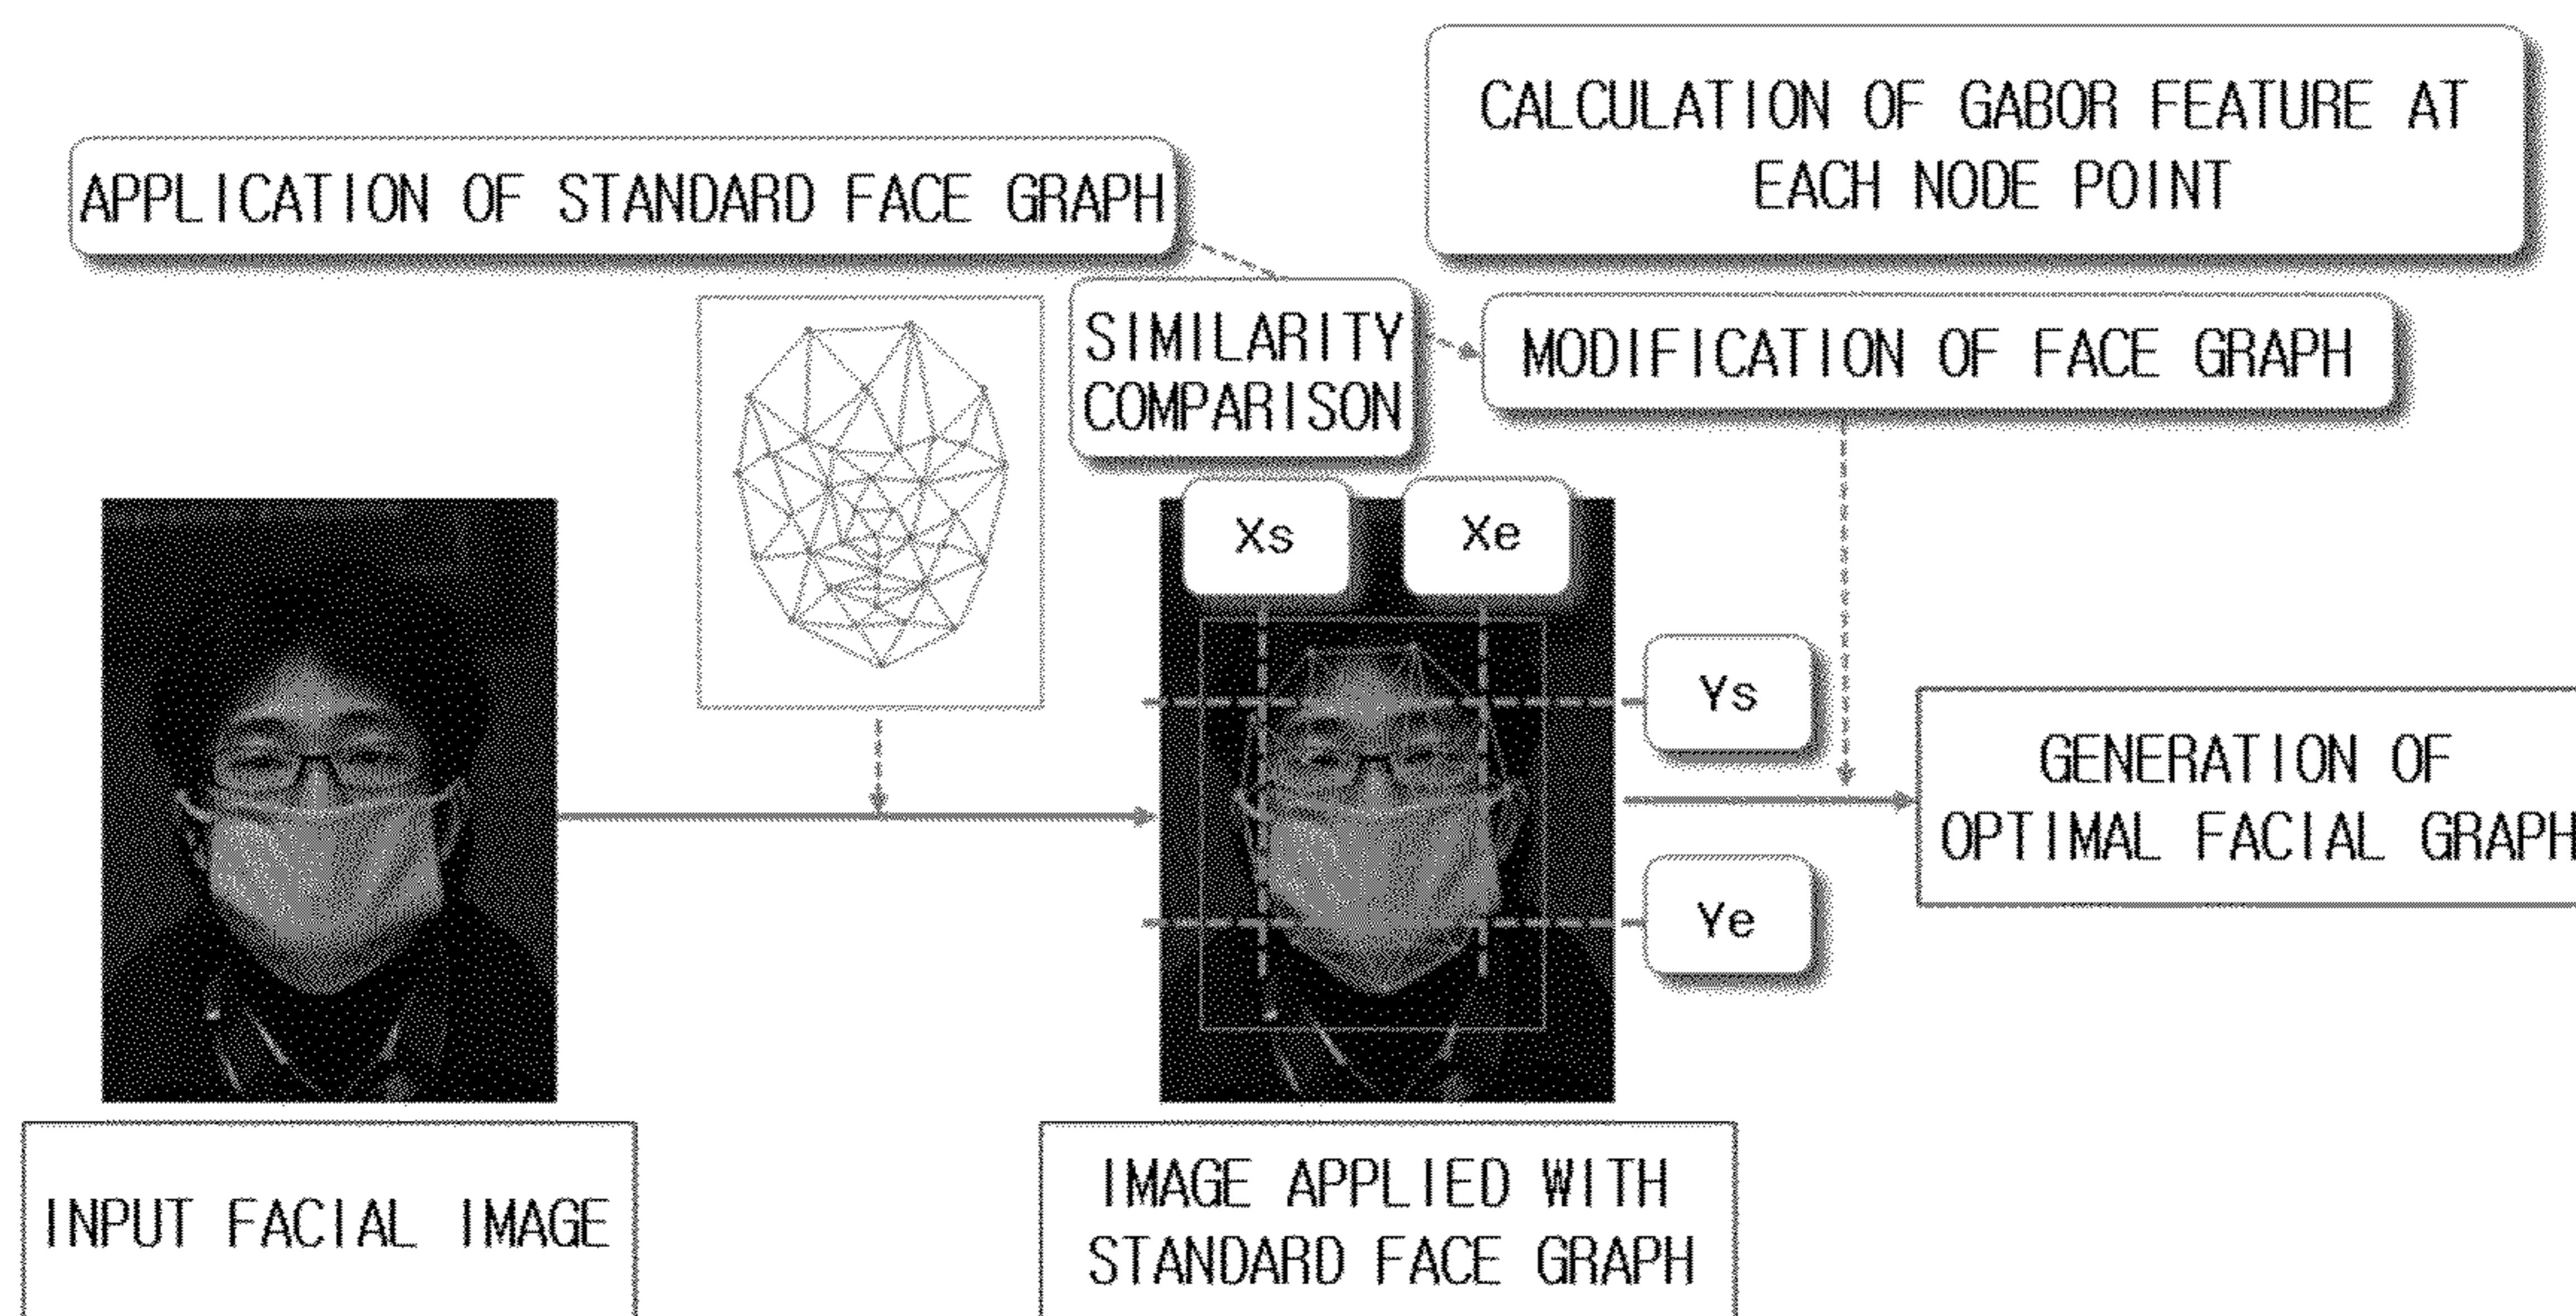 CALCULATION OF GABOR FEATURE AT
EACH NODE POINT
APPLICATION OF STANDARD FACE GRAPH
SIMILARITY
COMPARISON
MODIFICATION OF FACE GRAPH
Xs
Xe
Ys
GENERATION OF
OPTIMAL FACIAL GRAPH
Ye
INPUT FACIAL IMAGE
IMAGE APPLIED WITH
STANDARD FACE GRAPH